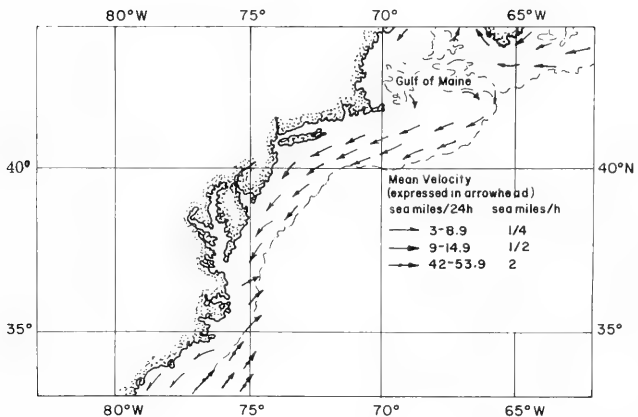 80°W 75° 70° 65°W
Gulf of Maine
40° 40°N
Mean Velocity
(expressed in arrowhead)
sea miles/24h sea miles/h
3-8.9 1/4
9-14.9 1/2
42-53.9 2
35° 35°
80°W 75° 70° 65°W